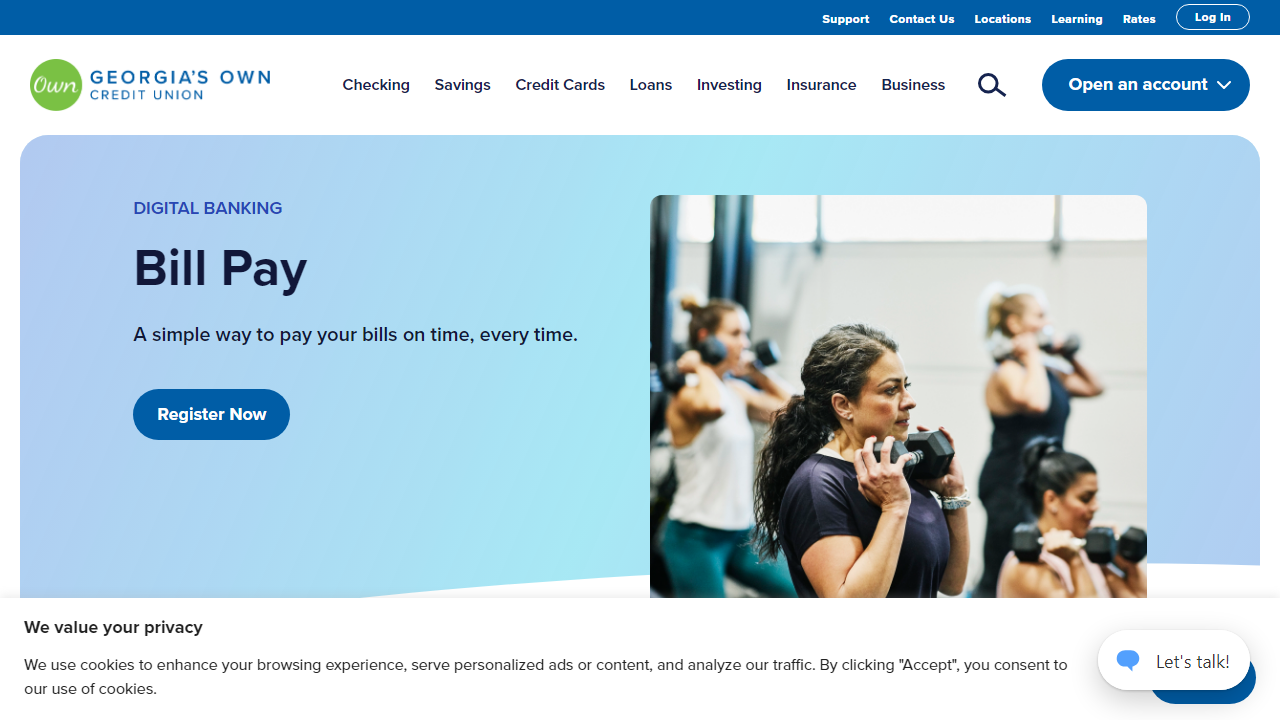 Support Contact Us Locations Learning Rates Log In
Own GEORGIA'S OWN
CREDIT UNION
Checking Savings Credit Cards Loans Investing Insurance Business Open an account
DIGITAL BANKING
Bill Pay
A simple way to pay your bills on time, every time.
Register Now
We value your privacy
We use cookies to enhance your browsing experience, serve personalized ads or content, and analyze our traffic. By clicking "Accept", you consent to
our use of cookies.
Let's talk!